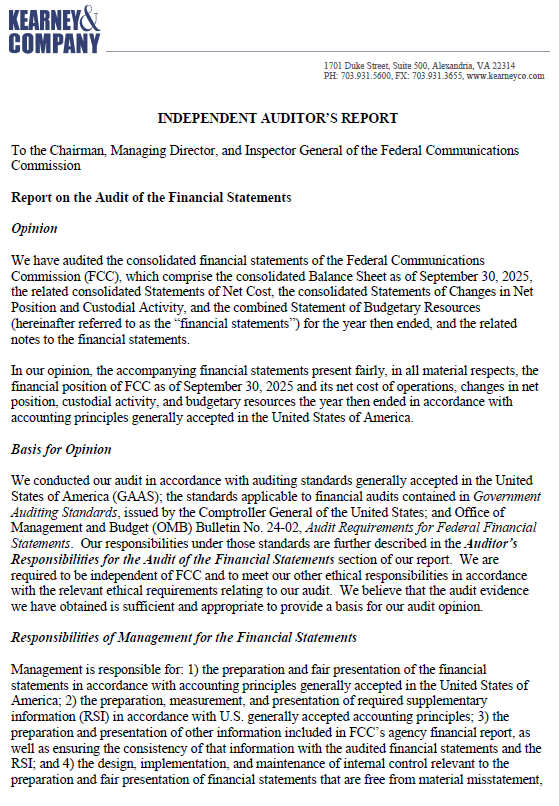 KEARNEY&
COMPANY
1701 Duke Street, Suite 500, Alexandria, VA 22314
PH: 703.931.5600, FX: 703.931.3655, www.kearneyco.com
INDEPENDENT AUDITOR’S REPORT
To the Chairman, Managing Director, and Inspector General of the Federal Communications
Commission
Report on the Audit of the Financial Statements
Opinion
We have audited the consolidated financial statements of the Federal Communications
Commission (FCC), which comprise the consolidated Balance Sheet as of September 30, 2025,
the related consolidated Statements of Net Cost, the consolidated Statements of Changes in Net
Position and Custodial Activity, and the combined Statement of Budgetary Resources
(hereinafter referred to as the “financial statements”) for the year then ended, and the related
notes to the financial statements.
In our opinion, the accompanying financial statements present fairly, in all material respects, the
financial position of FCC as of September 30, 2025 and its net cost of operations, changes in net
position, custodial activity, and budgetary resources the year then ended in accordance with
accounting principles generally accepted in the United States of America.
Basis for Opinion
We conducted our audit in accordance with auditing standards generally accepted in the United
States of America (GAAS); the standards applicable to financial audits contained in Government
Auditing Standards, issued by the Comptroller General of the United States; and Office of
Management and Budget (OMB) Bulletin No. 24-02, Audit Requirements for Federal Financial
Statements.  Our responsibilities under those standards are further described in the Auditor’s
Responsibilities for the Audit of the Financial Statements section of our report.  We are
required to be independent of FCC and to meet our other ethical responsibilities in accordance
with the relevant ethical requirements relating to our audit.  We believe that the audit evidence
we have obtained is sufficient and appropriate to provide a basis for our audit opinion.
Responsibilities of Management for the Financial Statements
Management is responsible for: 1) the preparation and fair presentation of the financial
statements in accordance with accounting principles generally accepted in the United States of
America; 2) the preparation, measurement, and presentation of required supplementary
information (RSI) in accordance with U.S. generally accepted accounting principles; 3) the
preparation and presentation of other information included in FCC’s agency financial report, as
well as ensuring the consistency of that information with the audited financial statements and the
RSI; and 4) the design, implementation, and maintenance of internal control relevant to the
preparation and fair presentation of financial statements that are free from material misstatement,